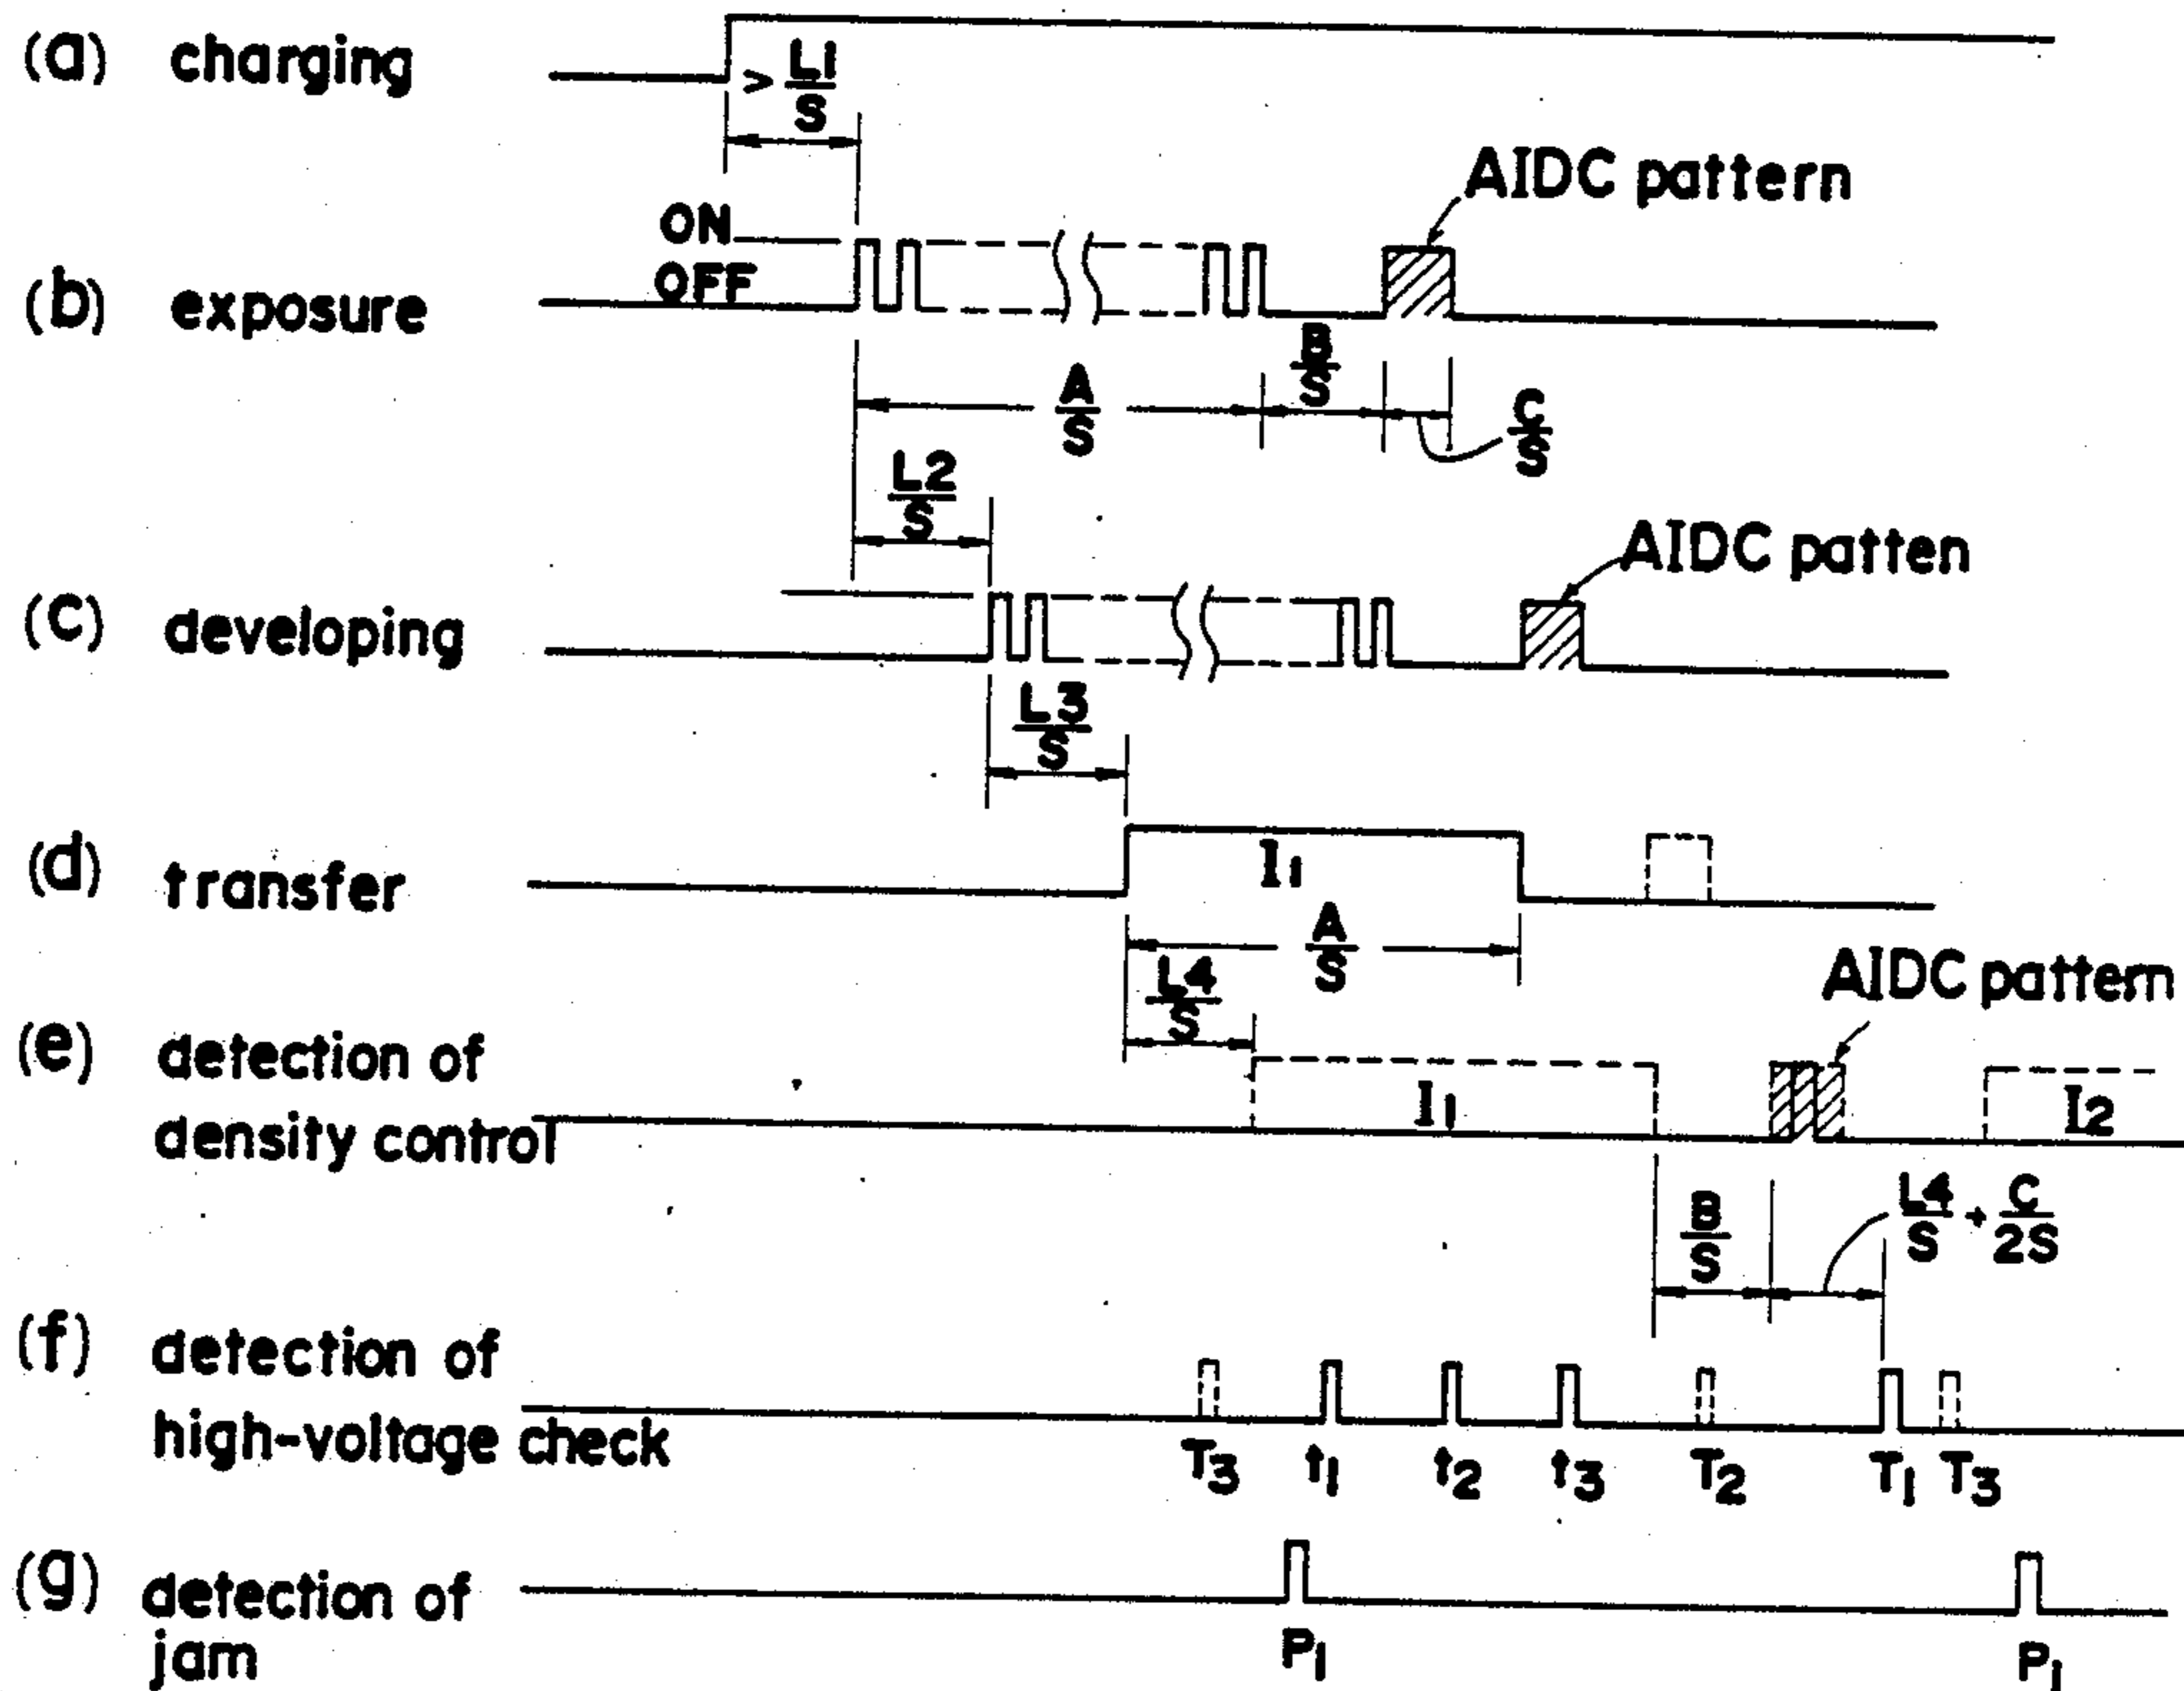 (a) charging
> L1/S
AIDC pattern
ON
OFF
(b) exposure
B/S
A/S
C/S
L2/S
AIDC patten
(c) developing
L3/S
(d) transfer
I1
A/S
L4/S
AIDC pattern
(e) detection of
density control
I1
I2
B/S
L4/S + C/2S
(f) detection of
high-voltage check
T3 t1 t2 t3 T2 T1 T3
(g) detection of
jam
P1 P1